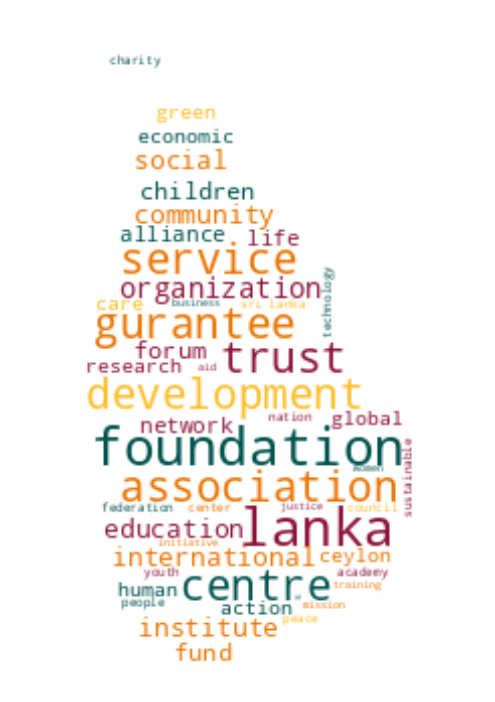 charity
green
economic
social
children
community
alliance life
service
organization
technology
care business sri lanka
gurantee
forum trust
research aid
development
nation global
network
foundation
women
sustainable
association
federation center justice council
education lanka
initiative
international ceylon
youth centre academy
human training
people action mission
institute peace
fund